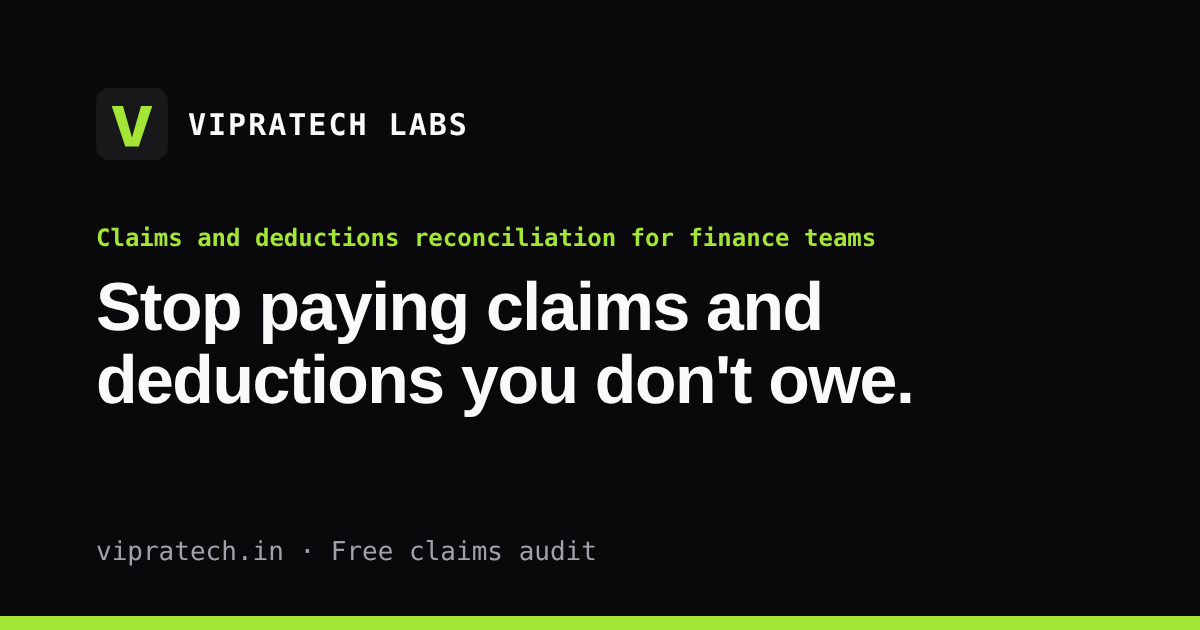 V
VIPRATECH LABS
Claims and deductions reconciliation for finance teams
Stop paying claims and
deductions you don't owe.
vipratech.in · Free claims audit